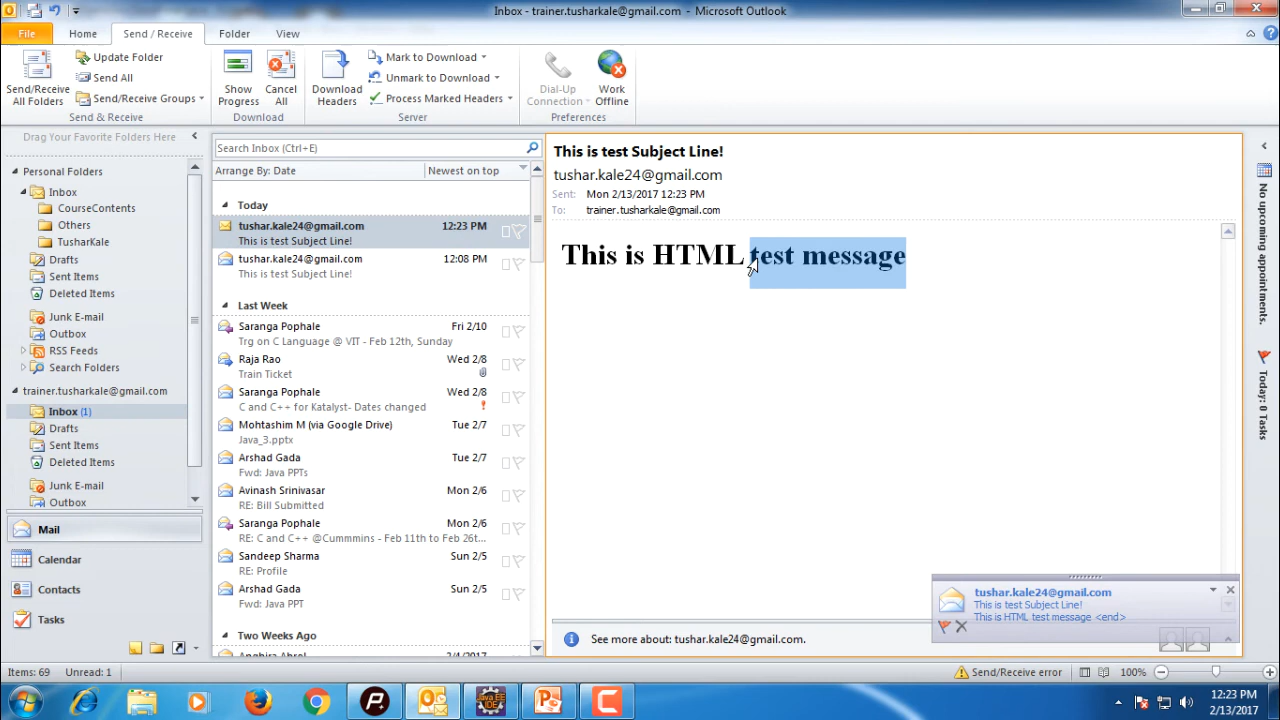 Inbox - trainer.tusharkale@gmail.com - Microsoft Outlook
File
Home
Send / Receive
Folder
View
Send/Receive All Folders
Update Folder
Send All
Send/Receive Groups
Send & Receive
Show Progress
Cancel All
Download
Download Headers
Mark to Download
Unmark to Download
Process Marked Headers
Server
Dial-Up Connection
Work Offline
Preferences
Drag Your Favorite Folders Here
Personal Folders
Inbox
CourseContents
Others
TusharKale
Drafts
Sent Items
Deleted Items
Junk E-mail
Outbox
RSS Feeds
Search Folders
trainer.tusharkale@gmail.com
Inbox (1)
Drafts
Sent Items
Deleted Items
Junk E-mail
Outbox
Mail
Calendar
Contacts
Tasks
Search Inbox (Ctrl+E)
Arrange By: Date
Newest on top
Today
tushar.kale24@gmail.com 12:23 PM
This is test Subject Line!
tushar.kale24@gmail.com 12:08 PM
This is test Subject Line!
Last Week
Saranga Pophale Fri 2/10
Trg on C Language @ VIT - Feb 12th, Sunday
Raja Rao Wed 2/8
Train Ticket
Saranga Pophale Wed 2/8
C and C++ for Katalyst- Dates changed
Mohtashim M (via Google Drive) Tue 2/7
Java_3.pptx
Arshad Gada Tue 2/7
Fwd: Java PPTs
Avinash Srinivasar Mon 2/6
RE: Bill Submitted
Saranga Pophale Mon 2/6
RE: C and C++ @Cummmins - Feb 11th to Feb 26t...
Sandeep Sharma Sun 2/5
RE: Profile
Arshad Gada Sun 2/5
Fwd: Java PPT
Two Weeks Ago
This is test Subject Line!
tushar.kale24@gmail.com
Sent: Mon 2/13/2017 12:23 PM
To: trainer.tusharkale@gmail.com
This is HTML test message
See more about: tushar.kale24@gmail.com.
tushar.kale24@gmail.com
This is test Subject Line!
This is HTML test message <end>
No upcoming appointments.
Today: 0 Tasks
Items: 69
Unread: 1
Send/Receive error
100%
Java EE
IDE
12:23 PM
2/13/2017